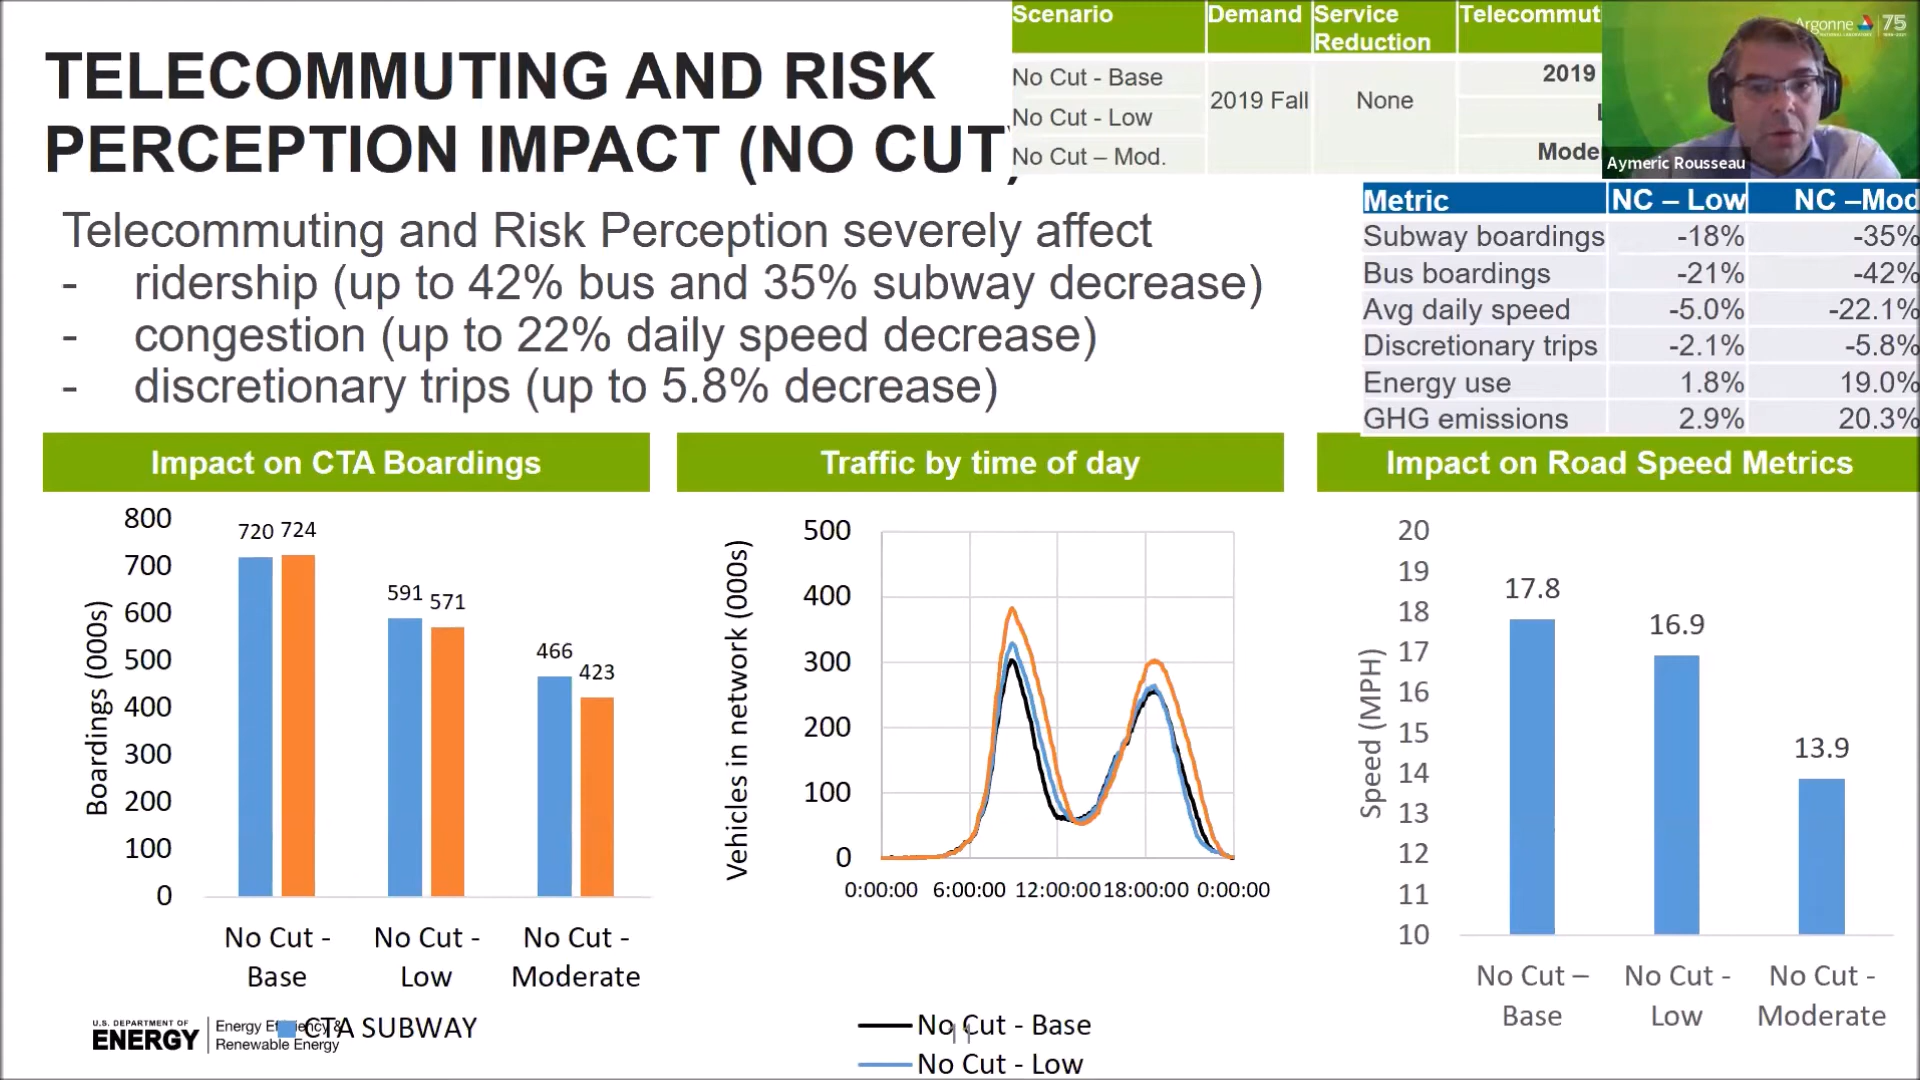 TELECOMMUTING AND RISK
PERCEPTION IMPACT (NO CUT)
Scenario Demand Service Reduction Telecommut
No Cut - Base 2019 Fall None 2019
No Cut - Low
No Cut – Mod. Mode
Argonne 75
Aymeric Rousseau
Telecommuting and Risk Perception severely affect
- ridership (up to 42% bus and 35% subway decrease)
- congestion (up to 22% daily speed decrease)
- discretionary trips (up to 5.8% decrease)
Metric NC – Low NC –Mod
Subway boardings -18% -35%
Bus boardings -21% -42%
Avg daily speed -5.0% -22.1%
Discretionary trips -2.1% -5.8%
Energy use 1.8% 19.0%
GHG emissions 2.9% 20.3%
Impact on CTA Boardings
Boardings (000s)
800
700
600
500
400
300
200
100
0
720 724
591 571
466 423
No Cut - Base
No Cut - Low
No Cut - Moderate
CTA SUBWAY
Traffic by time of day
Vehicles in network (000s)
500
400
300
200
100
0
0:00:00 6:00:00 12:00:00 18:00:00 0:00:00
No Cut - Base
No Cut - Low
11
Impact on Road Speed Metrics
Speed (MPH)
20
19
18
17
16
15
14
13
12
11
10
17.8
16.9
13.9
No Cut – Base
No Cut - Low
No Cut - Moderate
U.S. DEPARTMENT OF
ENERGY
Energy Efficiency &
Renewable Energy